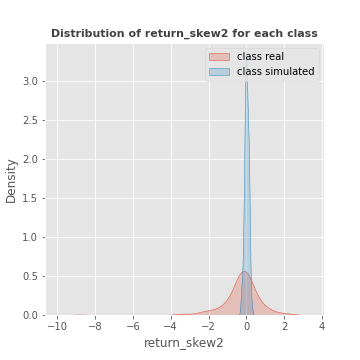 Distribution of return_skew2 for each class
class real
class simulated
3.0
2.5
2.0
1.5
1.0
0.5
0.0
Density
−10 −8 −6 −4 −2 0 2 4
return_skew2